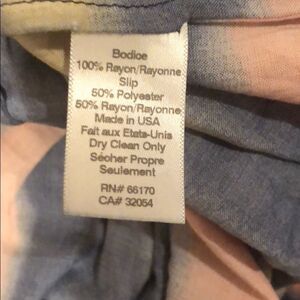 Bodice
100% Rayon/Rayonne
Slip
50% Polyester
50% Rayon/Rayonne
Made in USA
Fait aux Etats-Unis
Dry Clean Only
Sécher Propre
Seulement
RN# 66170
CA# 32054